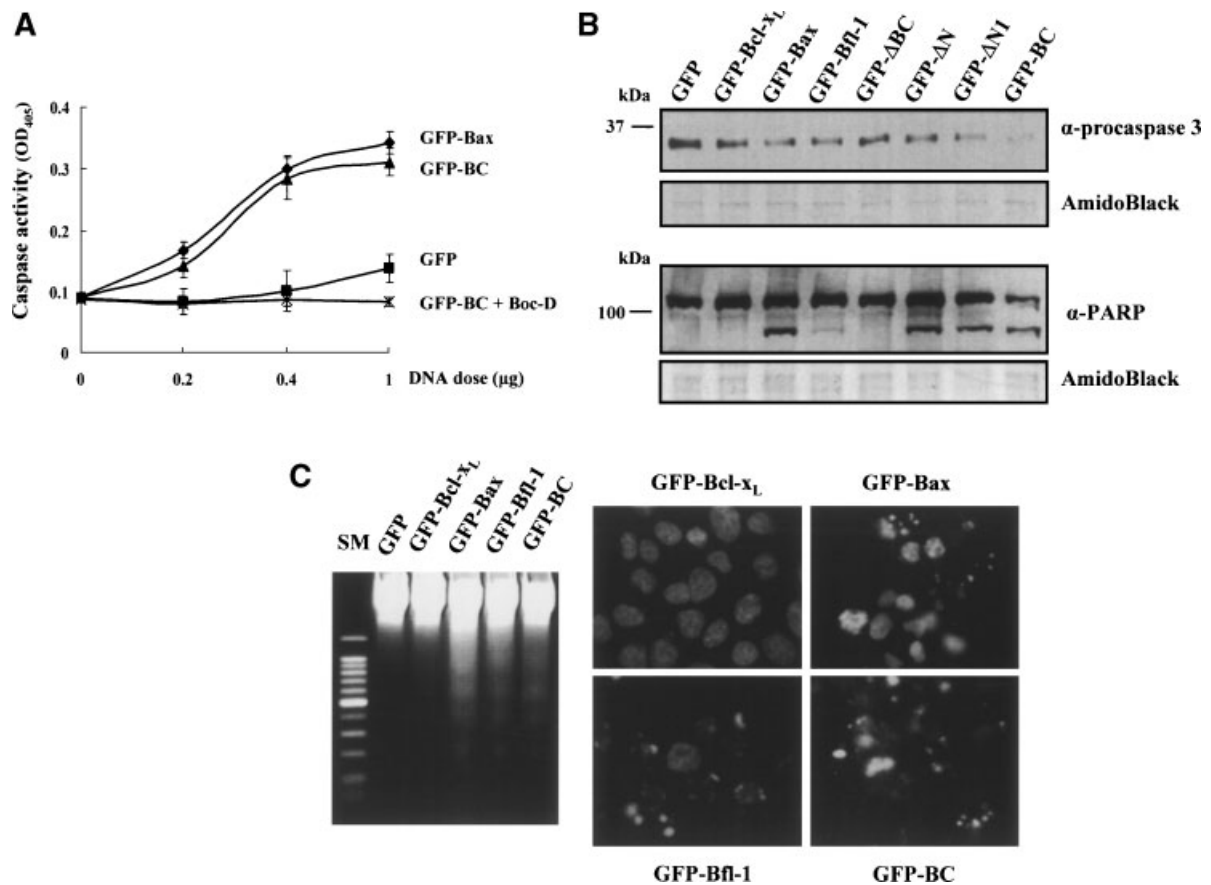 A
Caspase activity (OD405)
0.4
0.3
0.2
0.1
0
0
0.2
0.4
1
DNA dose (µg)
GFP-Bax
GFP-BC
GFP
GFP-BC + Boc-D
B
GFP
GFP-Bcl-xL
GFP-Bax
GFP-Bfl-1
GFP-ΔBC
GFP-ΔN
GFP-ΔN1
GFP-BC
kDa
37
α-procaspase 3
AmidoBlack
kDa
100
α-PARP
AmidoBlack
C
SM
GFP
GFP-Bcl-xL
GFP-Bax
GFP-Bfl-1
GFP-BC
GFP-Bcl-xL
GFP-Bax
GFP-Bfl-1
GFP-BC